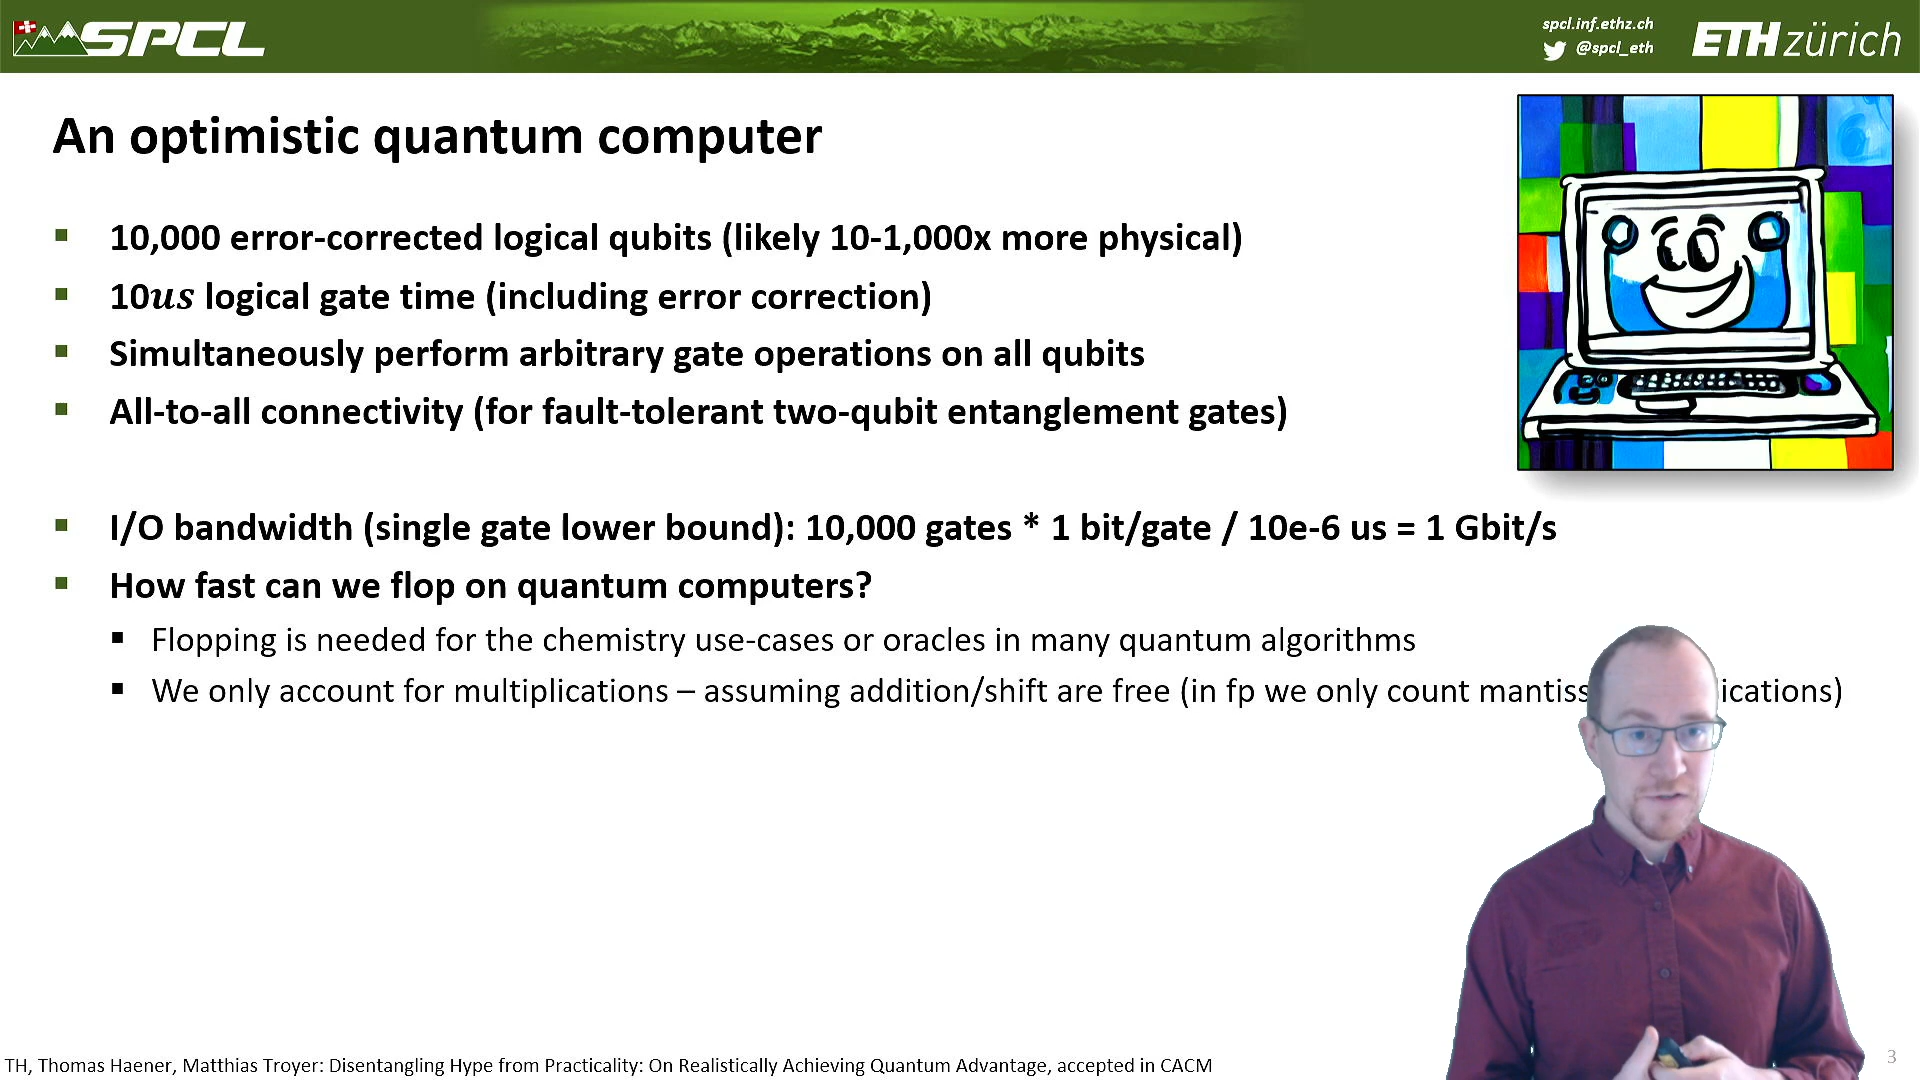 SPCL
spcl.inf.ethz.ch
@spcl_eth
ETH zürich
An optimistic quantum computer
10,000 error-corrected logical qubits (likely 10-1,000x more physical)
10us logical gate time (including error correction)
Simultaneously perform arbitrary gate operations on all qubits
All-to-all connectivity (for fault-tolerant two-qubit entanglement gates)
I/O bandwidth (single gate lower bound): 10,000 gates * 1 bit/gate / 10e-6 us = 1 Gbit/s
How fast can we flop on quantum computers?
Flopping is needed for the chemistry use-cases or oracles in many quantum algorithms
We only account for multiplications – assuming addition/shift are free (in fp we only count
TH, Thomas Haener, Matthias Troyer: Disentangling Hype from Practicality: On Realistically Achieving Quantum Advantage, accepted in CACM
3